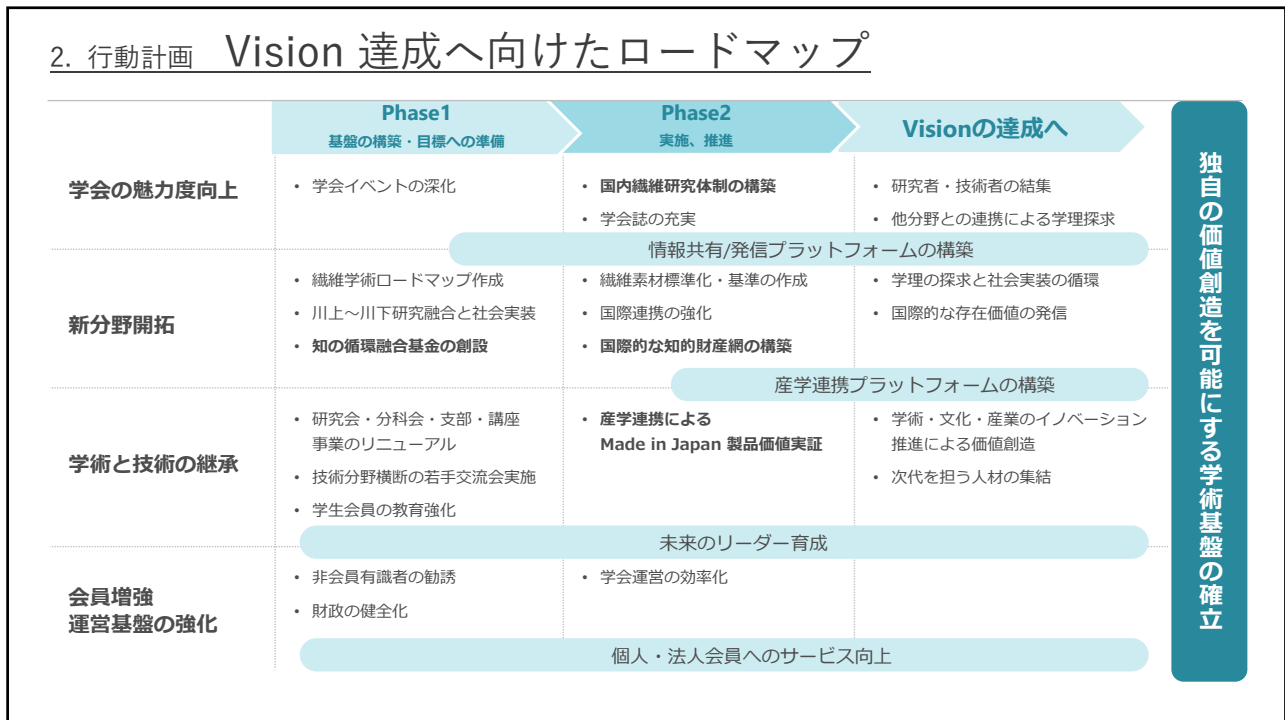 2. 行動計画 Vision 達成へ向けたロードマップ
Phase1
基盤の構築・目標への準備
Phase2
実施、推進
Visionの達成へ
学会の魅力度向上
• 学会イベントの深化
• 国内繊維研究体制の構築
• 学会誌の充実
• 研究者・技術者の結集
• 他分野との連携による学理探求
情報共有/発信プラットフォームの構築
新分野開拓
• 繊維学術ロードマップ作成
• 川上～川下研究融合と社会実装
• 知の循環融合基金の創設
• 繊維素材標準化・基準の作成
• 国際連携の強化
• 国際的な知的財産網の構築
• 学理の探求と社会実装の循環
• 国際的な存在価値の発信
産学連携プラットフォームの構築
学術と技術の継承
• 研究会・分科会・支部・講座
事業のリニューアル
• 技術分野横断の若手交流会実施
• 学生会員の教育強化
• 産学連携による
Made in Japan 製品価値実証
• 学術・文化・産業のイノベーション
推進による価値創造
• 次代を担う人材の集結
未来のリーダー育成
会員増強
運営基盤の強化
• 非会員有識者の勧誘
• 財政の健全化
• 学会運営の効率化
個人・法人会員へのサービス向上
独自の価値創造を可能にする学術基盤の確立